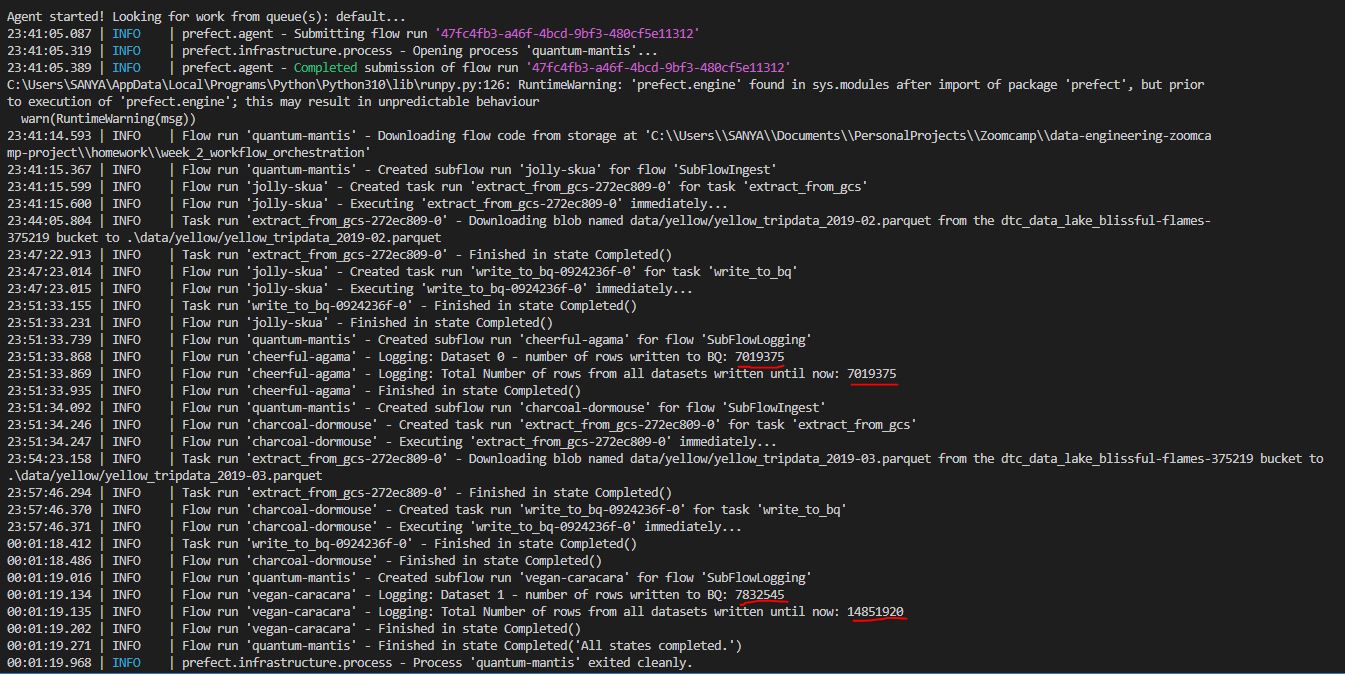 Agent started! Looking for work from queue(s): default...
23:41:05.087 | INFO    | prefect.agent - Submitting flow run '47fc4fb3-a46f-4bcd-9bf3-480cf5e11312'
23:41:05.319 | INFO    | prefect.infrastructure.process - Opening process 'quantum-mantis'...
23:41:05.389 | INFO    | prefect.agent - Completed submission of flow run '47fc4fb3-a46f-4bcd-9bf3-480cf5e11312'
C:\Users\SANYA\AppData\Local\Programs\Python\Python310\lib\runpy.py:126: RuntimeWarning: 'prefect.engine' found in sys.modules after import of package 'prefect', but prior
to execution of 'prefect.engine'; this may result in unpredictable behaviour
  warn(RuntimeWarning(msg))
23:41:14.593 | INFO    | Flow run 'quantum-mantis' - Downloading flow code from storage at 'C:\\Users\\SANYA\\Documents\\PersonalProjects\\Zoomcamp\\data-engineering-zoomca
mp-project\\homework\\week_2_workflow_orchestration'
23:41:15.367 | INFO    | Flow run 'quantum-mantis' - Created subflow run 'jolly-skua' for flow 'SubFlowIngest'
23:41:15.599 | INFO    | Flow run 'jolly-skua' - Created task run 'extract_from_gcs-272ec809-0' for task 'extract_from_gcs'
23:41:15.600 | INFO    | Flow run 'jolly-skua' - Executing 'extract_from_gcs-272ec809-0' immediately...
23:44:05.804 | INFO    | Task run 'extract_from_gcs-272ec809-0' - Downloading blob named data/yellow/yellow_tripdata_2019-02.parquet from the dtc_data_lake_blissful-flames-
375219 bucket to .\data/yellow/yellow_tripdata_2019-02.parquet
23:47:22.913 | INFO    | Task run 'extract_from_gcs-272ec809-0' - Finished in state Completed()
23:47:23.014 | INFO    | Flow run 'jolly-skua' - Created task run 'write_to_bq-0924236f-0' for task 'write_to_bq'
23:47:23.015 | INFO    | Flow run 'jolly-skua' - Executing 'write_to_bq-0924236f-0' immediately...
23:51:33.155 | INFO    | Task run 'write_to_bq-0924236f-0' - Finished in state Completed()
23:51:33.231 | INFO    | Flow run 'jolly-skua' - Finished in state Completed()
23:51:33.739 | INFO    | Flow run 'quantum-mantis' - Created subflow run 'cheerful-agama' for flow 'SubFlowLogging'
23:51:33.868 | INFO    | Flow run 'cheerful-agama' - Logging: Dataset 0 - number of rows written to BQ: 7019375
23:51:33.869 | INFO    | Flow run 'cheerful-agama' - Logging: Total Number of rows from all datasets written until now: 7019375
23:51:33.935 | INFO    | Flow run 'cheerful-agama' - Finished in state Completed()
23:51:34.092 | INFO    | Flow run 'quantum-mantis' - Created subflow run 'charcoal-dormouse' for flow 'SubFlowIngest'
23:51:34.246 | INFO    | Flow run 'charcoal-dormouse' - Created task run 'extract_from_gcs-272ec809-0' for task 'extract_from_gcs'
23:51:34.247 | INFO    | Flow run 'charcoal-dormouse' - Executing 'extract_from_gcs-272ec809-0' immediately...
23:54:23.158 | INFO    | Task run 'extract_from_gcs-272ec809-0' - Downloading blob named data/yellow/yellow_tripdata_2019-03.parquet from the dtc_data_lake_blissful-flames-375219 bucket to
.\data/yellow/yellow_tripdata_2019-03.parquet
23:57:46.294 | INFO    | Task run 'extract_from_gcs-272ec809-0' - Finished in state Completed()
23:57:46.370 | INFO    | Flow run 'charcoal-dormouse' - Created task run 'write_to_bq-0924236f-0' for task 'write_to_bq'
23:57:46.371 | INFO    | Flow run 'charcoal-dormouse' - Executing 'write_to_bq-0924236f-0' immediately...
00:01:18.412 | INFO    | Task run 'write_to_bq-0924236f-0' - Finished in state Completed()
00:01:18.486 | INFO    | Flow run 'charcoal-dormouse' - Finished in state Completed()
00:01:19.016 | INFO    | Flow run 'quantum-mantis' - Created subflow run 'vegan-caracara' for flow 'SubFlowLogging'
00:01:19.134 | INFO    | Flow run 'vegan-caracara' - Logging: Dataset 1 - number of rows written to BQ: 7832545
00:01:19.135 | INFO    | Flow run 'vegan-caracara' - Logging: Total Number of rows from all datasets written until now: 14851920
00:01:19.202 | INFO    | Flow run 'vegan-caracara' - Finished in state Completed()
00:01:19.271 | INFO    | Flow run 'quantum-mantis' - Finished in state Completed('All states completed.')
00:01:19.968 | INFO    | prefect.infrastructure.process - Process 'quantum-mantis' exited cleanly.